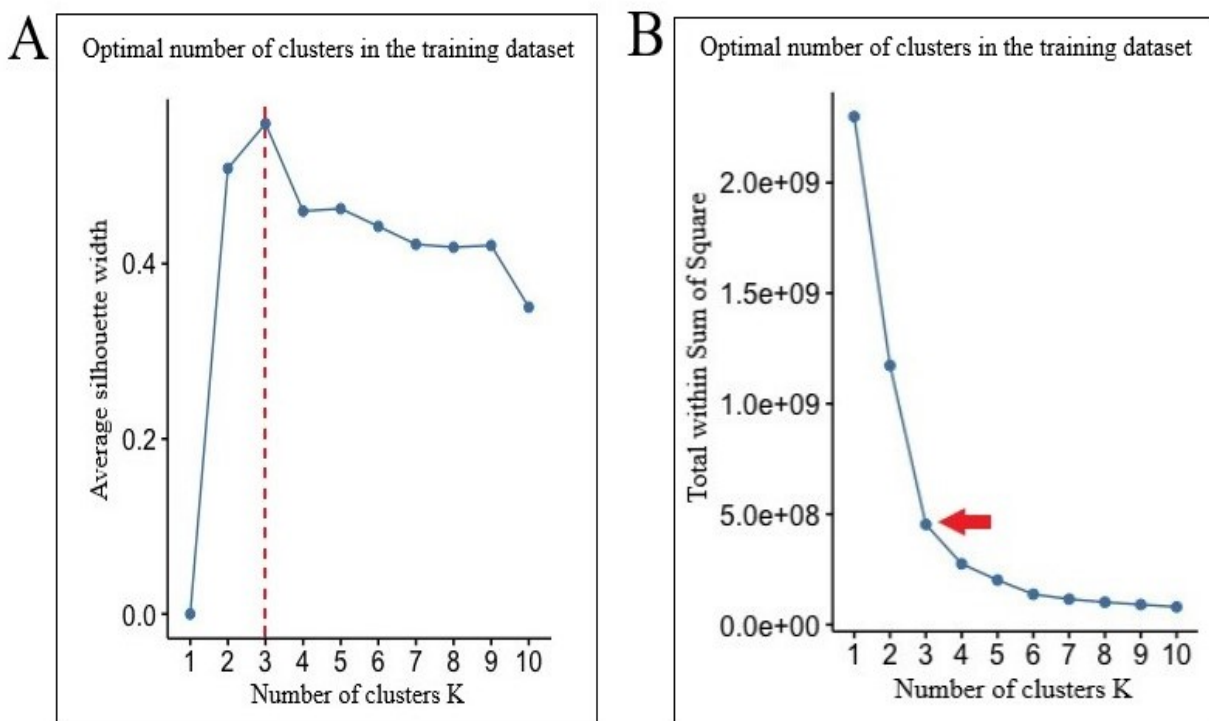 A
Optimal number of clusters in the training dataset
Average silhouette width
0.4
0.2
0.0
1 2 3 4 5 6 7 8 9 10
Number of clusters K
B
Optimal number of clusters in the training dataset
Total within Sum of Square
2.0e+09
1.5e+09
1.0e+09
5.0e+08
0.0e+00
1 2 3 4 5 6 7 8 9 10
Number of clusters K